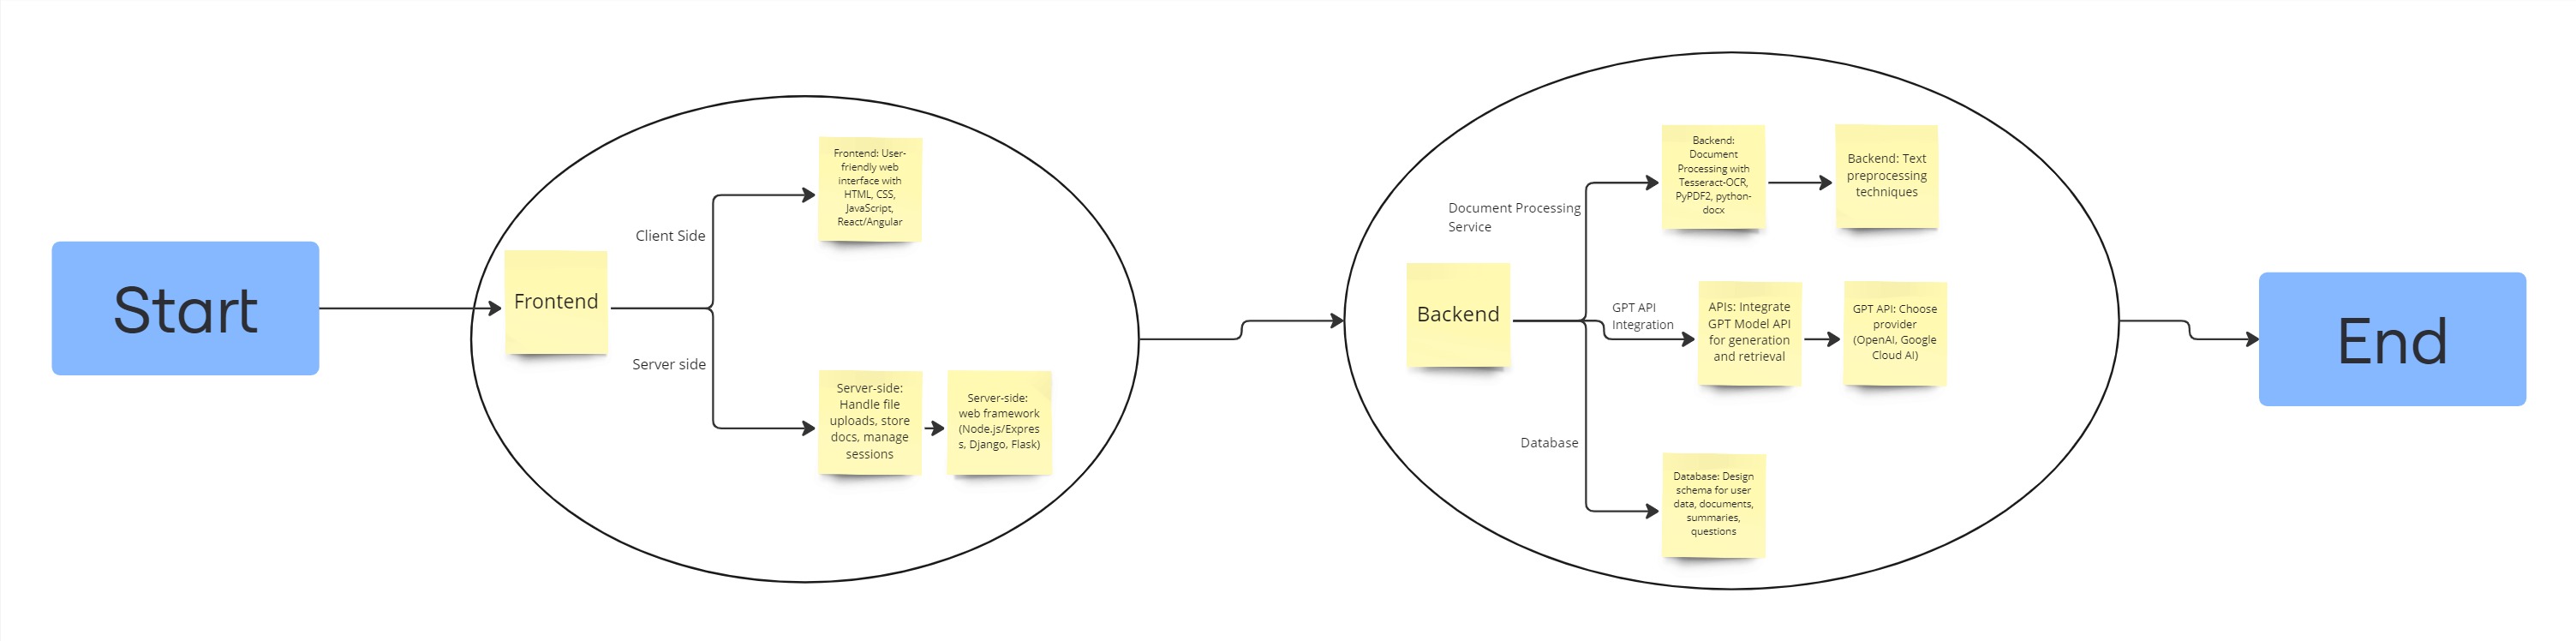 Start
Frontend
Client Side
Server side
Frontend: User-
friendly web
interface with
HTML, CSS,
JavaScript,
React/Angular
Server-side:
Handle file
uploads, store
docs, manage
sessions
Server-side:
web framework
(Node.js/Expres
s, Django, Flask)
Backend
Document Processing
Service
GPT API
Integration
Database
Backend:
Document
Processing with
Tesseract-OCR,
PyPDF2, python-
docx
Backend: Text
preprocessing
techniques
APIs: Integrate
GPT Model API
for generation
and retrieval
GPT API: Choose
provider
(OpenAI, Google
Cloud AI)
Database: Design
schema for user
data, documents,
summaries,
questions
End